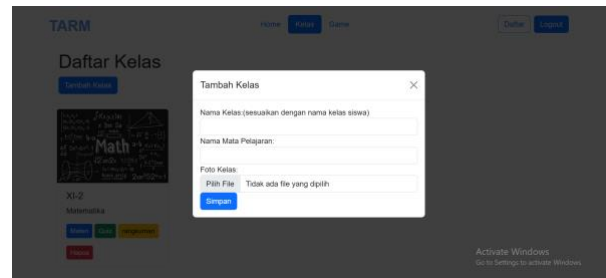 TARM
Home Kelas Game
Daftar Logout
Daftar Kelas
Tambah Kelas
Tambah Kelas
Nama Kelas (sesuaikan dengan nama kelas siswa)
Nama Mata Pelajaran:
Foto Kelas
Pilih File Tidak ada file yang dipilih
Simpan
Math
XI-2
Matematika
Materi Quiz
Hapus
Activate Windows
Go to Settings to activate Windows.